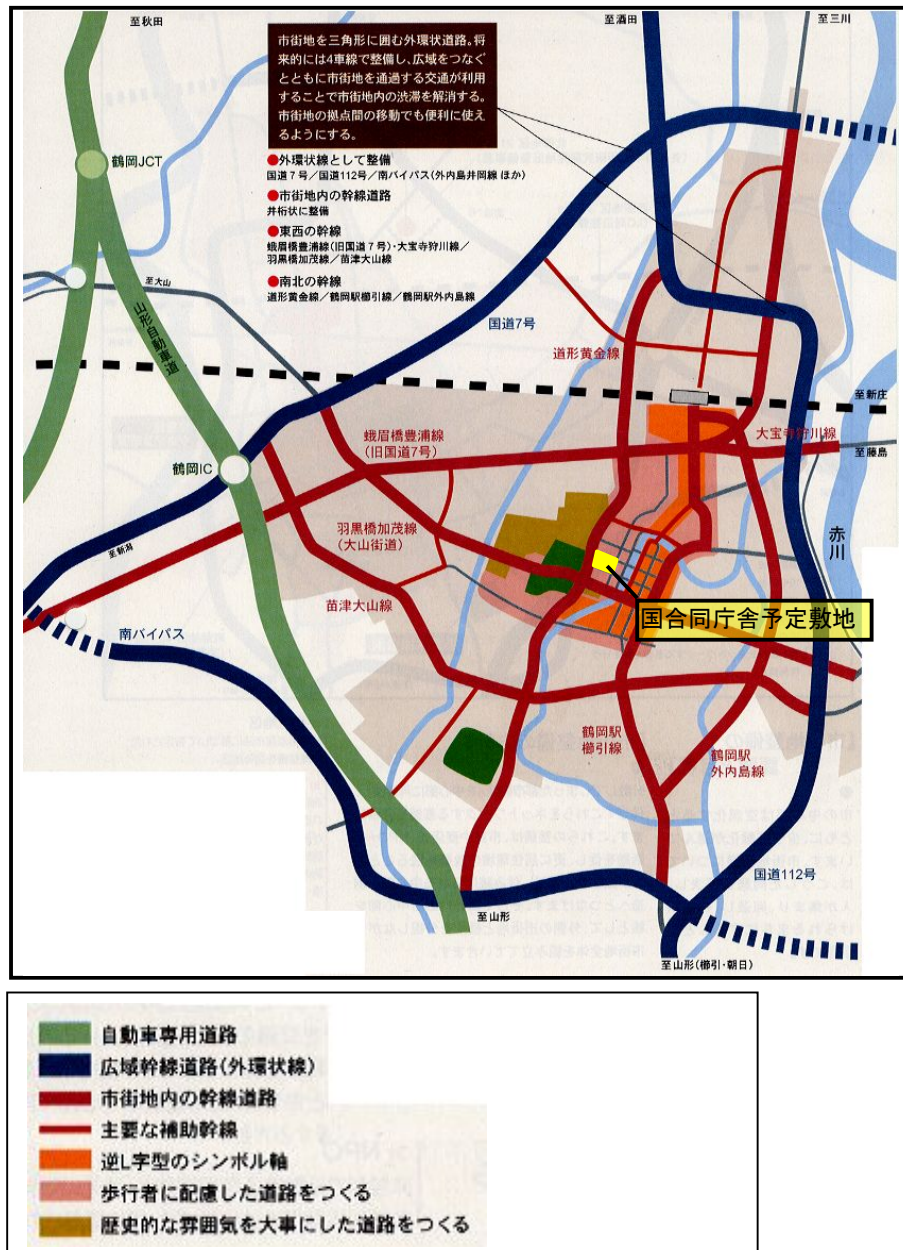 至秋田
至酒田
至三川
市街地を三角形に囲む外環状道路。将
来的には4車線で整備し、広域をつなぐ
とともに市街地を通過する交通が利用
することで市街地内の渋滞を解消する。
市街地の拠点間の移動でも便利に使え
るようにする。
●外環状線として整備
国道7号／国道112号／南バイパス(外内島井岡線 ほか)
●市街地内の幹線道路
井桁状に整備
●東西の幹線
蛾眉橋豊浦線(旧国道7号)・大宝寺狩川線／
羽黒橋加茂線／苗津大山線
●南北の幹線
道形黄金線／鶴岡駅櫛引線／鶴岡駅外内島線
鶴岡JCT
至大山
山形自動車道
国道7号
道形黄金線
至新庄
蛾眉橋豊浦線
(旧国道7号)
大宝寺狩川線
至藤島
鶴岡IC
羽黒橋加茂線
(大山街道)
赤川
至新潟
苗津大山線
国合同庁舎予定敷地
南バイパス
鶴岡駅
櫛引線
鶴岡駅
外内島線
国道112号
至山形
至山形(櫛引・朝日)
自動車専用道路
広域幹線道路(外環状線)
市街地内の幹線道路
主要な補助幹線
逆L字型のシンボル軸
歩行者に配慮した道路をつくる
歴史的な雰囲気を大事にした道路をつくる